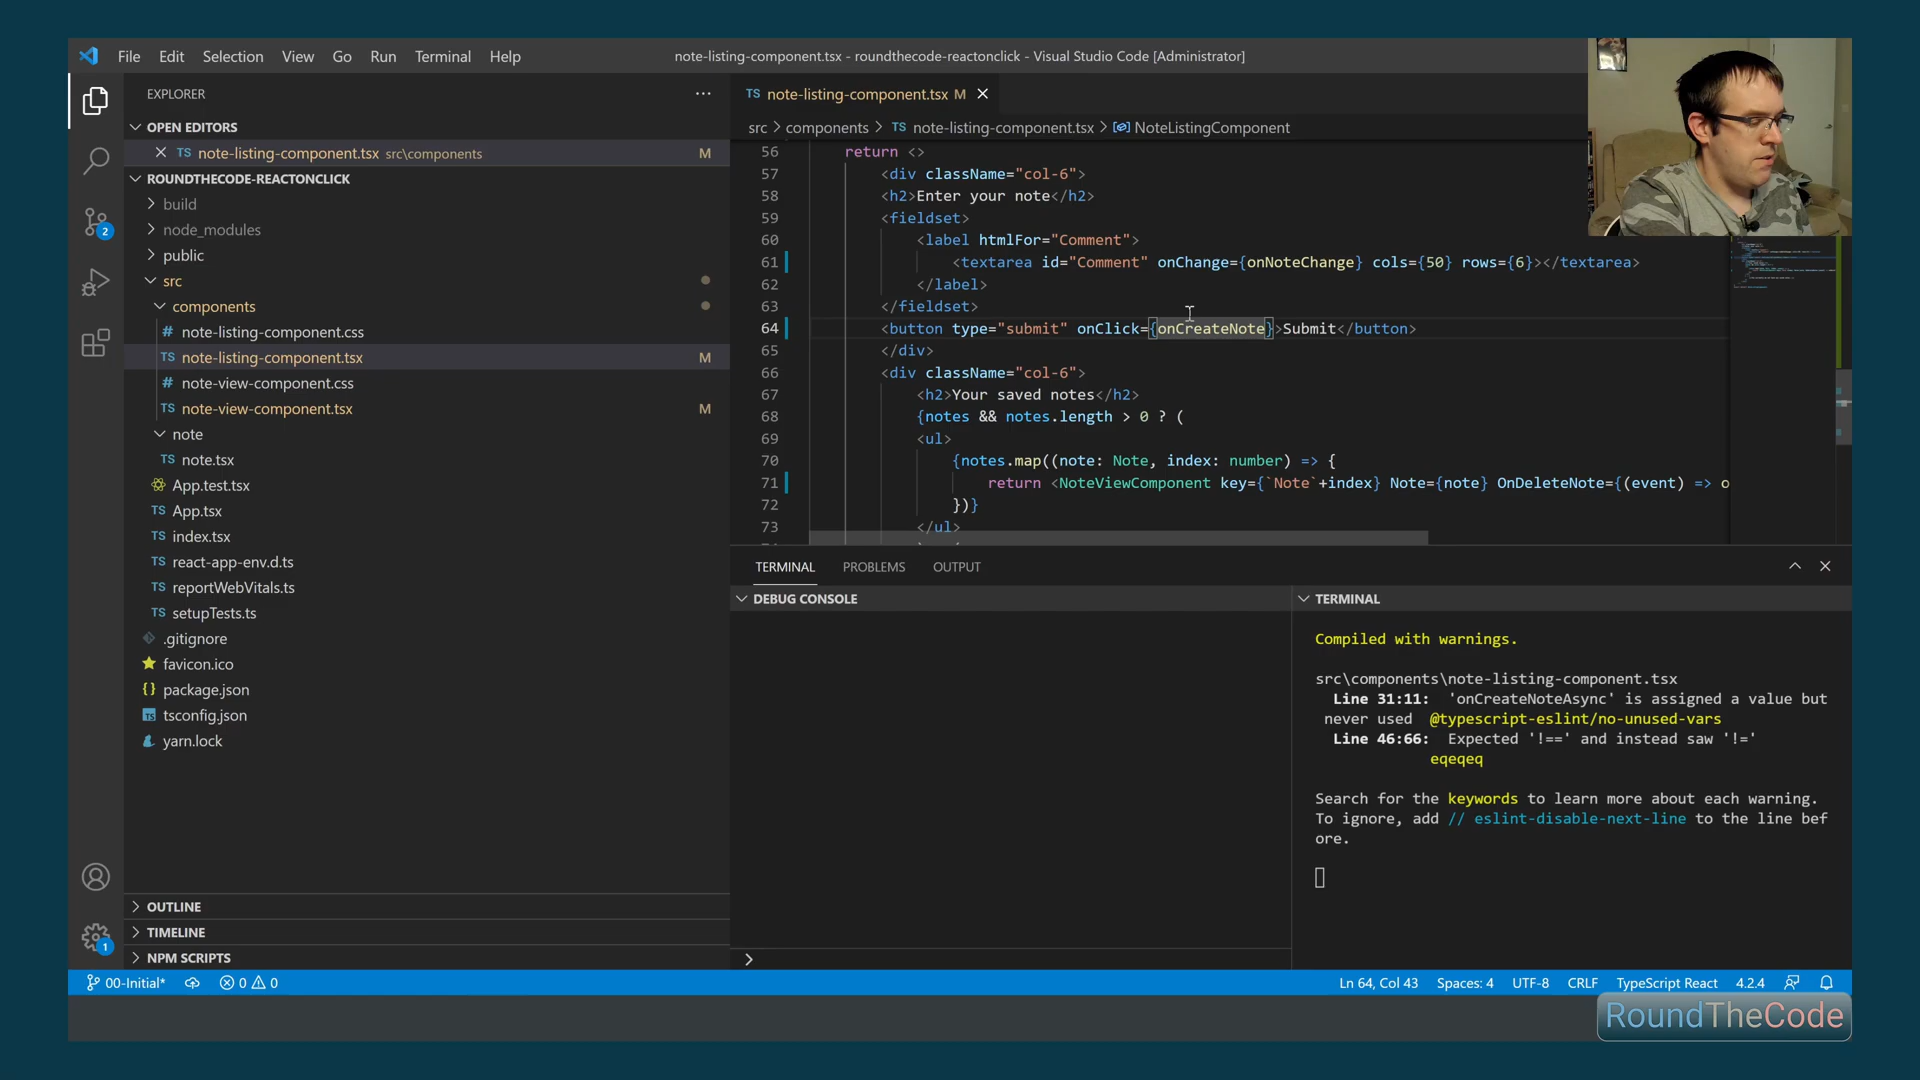 File Edit Selection View Go Run Terminal Help
note-listing-component.tsx - roundthecode-reactonclick - Visual Studio Code [Administrator]
EXPLORER
OPEN EDITORS
TS note-listing-component.tsx src\components M
ROUNDTHECODE-REACTONCLICK
build
node_modules
public
src
components
# note-listing-component.css
TS note-listing-component.tsx M
# note-view-component.css
TS note-view-component.tsx M
note
TS note.tsx
App.test.tsx
TS App.tsx
TS index.tsx
TS react-app-env.d.ts
TS reportWebVitals.ts
TS setupTests.ts
.gitignore
favicon.ico
{} package.json
TS tsconfig.json
yarn.lock
OUTLINE
TIMELINE
NPM SCRIPTS
2
1
TS note-listing-component.tsx M
src > components > TS note-listing-component.tsx > NoteListingComponent
56 return <>
57 <div className="col-6">
58 <h2>Enter your note</h2>
59 <fieldset>
60 <label htmlFor="Comment">
61 <textarea id="Comment" onChange={onNoteChange} cols={50} rows={6}></textarea>
62 </label>
63 </fieldset>
64 <button type="submit" onClick={onCreateNote}>Submit</button>
65 </div>
66 <div className="col-6">
67 <h2>Your saved notes</h2>
68 {notes && notes.length > 0 ? (
69 <ul>
70 {notes.map((note: Note, index: number) => {
71 return <NoteViewComponent key={`Note`+index} Note={note} OnDeleteNote={(event) => o
72 })}
73 </ul>
TERMINAL PROBLEMS OUTPUT
DEBUG CONSOLE
TERMINAL
Compiled with warnings.
src\components\note-listing-component.tsx
Line 31:11: 'onCreateNoteAsync' is assigned a value but
never used @typescript-eslint/no-unused-vars
Line 46:66: Expected '!==' and instead saw '!='
eqeqeq
Search for the keywords to learn more about each warning.
To ignore, add // eslint-disable-next-line to the line bef
ore.
>
00-Initial* 0 0 Ln 64, Col 43 Spaces: 4 UTF-8 CRLF TypeScript React 4.2.4
RoundTheCode